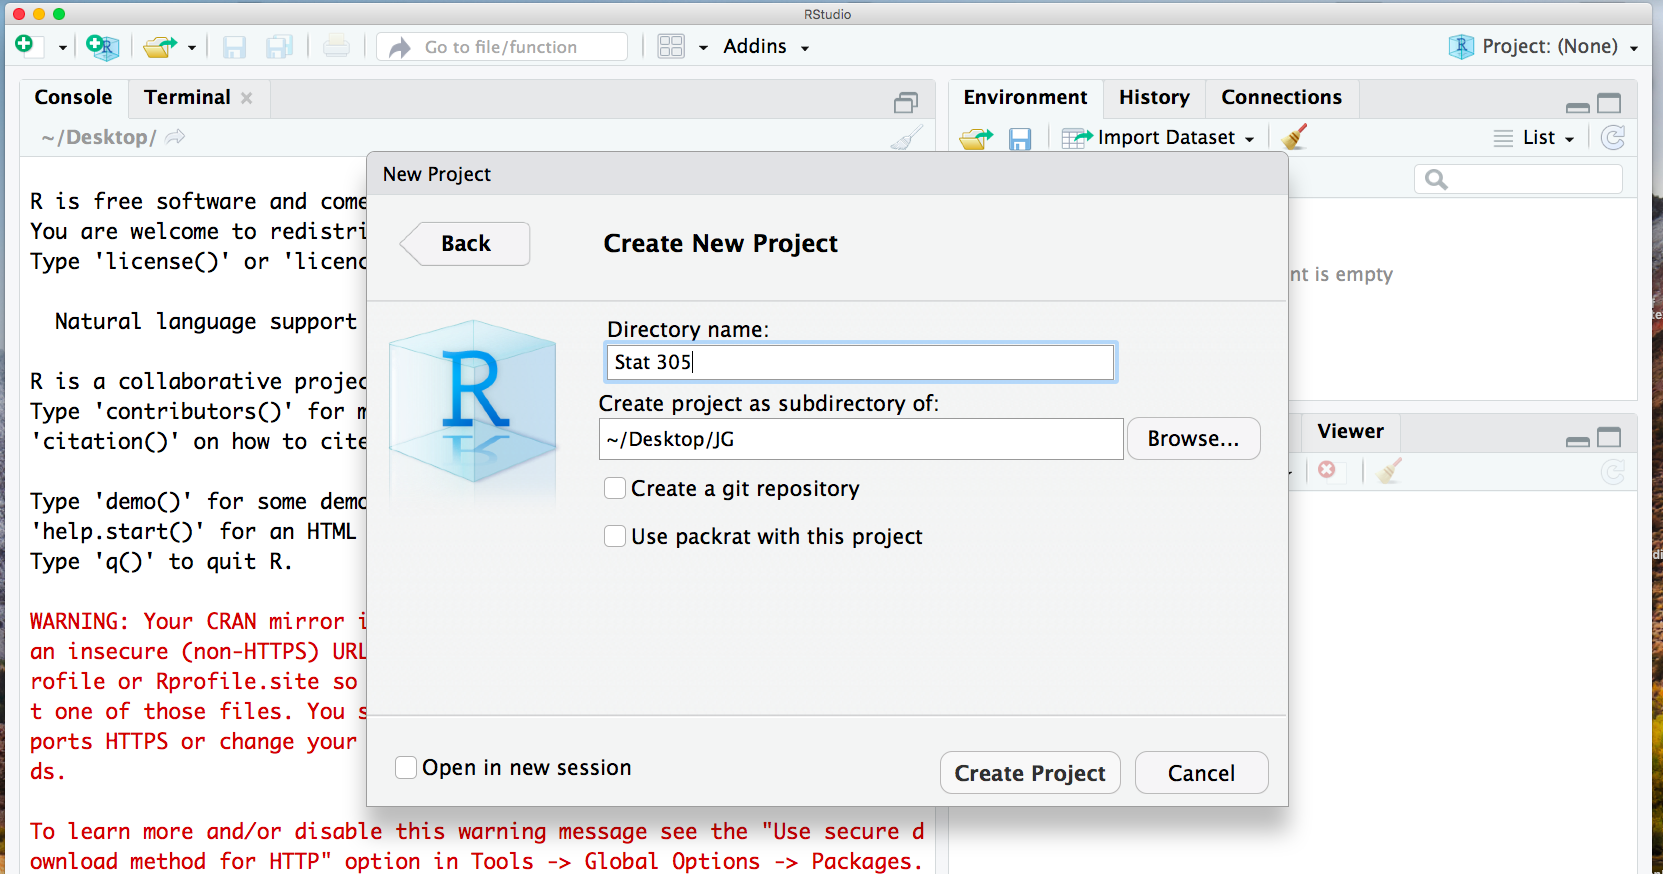 RStudio
Go to file/function
Addins
Project: (None)
Console
Terminal
Environment
History
Connections
~/Desktop/
Import Dataset
List
New Project
Back
Create New Project
Directory name:
Stat 305
Create project as subdirectory of:
~/Desktop/JG
Browse...
Create a git repository
Use packrat with this project
Open in new session
Create Project
Cancel
R is free software and come
You are welcome to redistri
Type 'license()' or 'licenc
Natural language support
R is a collaborative projec
Type 'contributors()' for m
'citation()' on how to cite
Type 'demo()' for some demo
'help.start()' for an HTML
Type 'q()' to quit R.
WARNING: Your CRAN mirror i
an insecure (non-HTTPS) URL
rofile or Rprofile.site so
t one of those files. You s
ports HTTPS or change your
ds.
To learn more and/or disable this warning message see the "Use secure d
ownload method for HTTP" option in Tools -> Global Options -> Packages.
nt is empty
Viewer